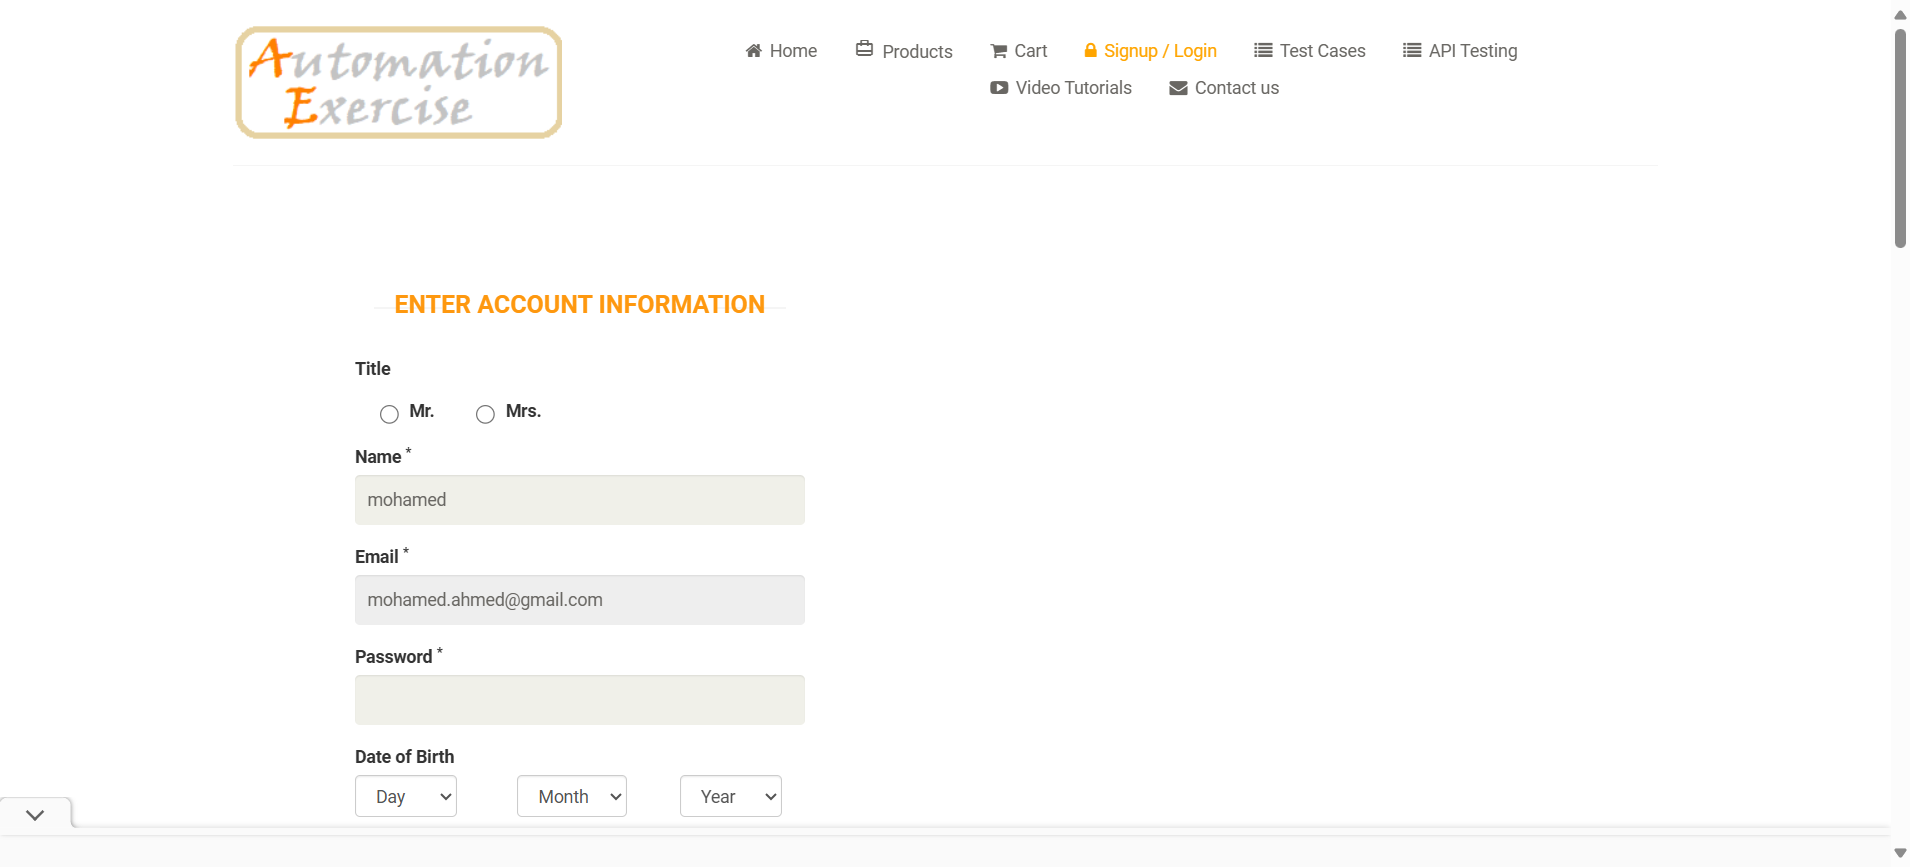 Automation
Exercise
Home
Products
Cart
Signup / Login
Test Cases
API Testing
Video Tutorials
Contact us
ENTER ACCOUNT INFORMATION
Title
Mr.
Mrs.
Name *
mohamed
Email *
mohamed.ahmed@gmail.com
Password *
Date of Birth
Day
Month
Year